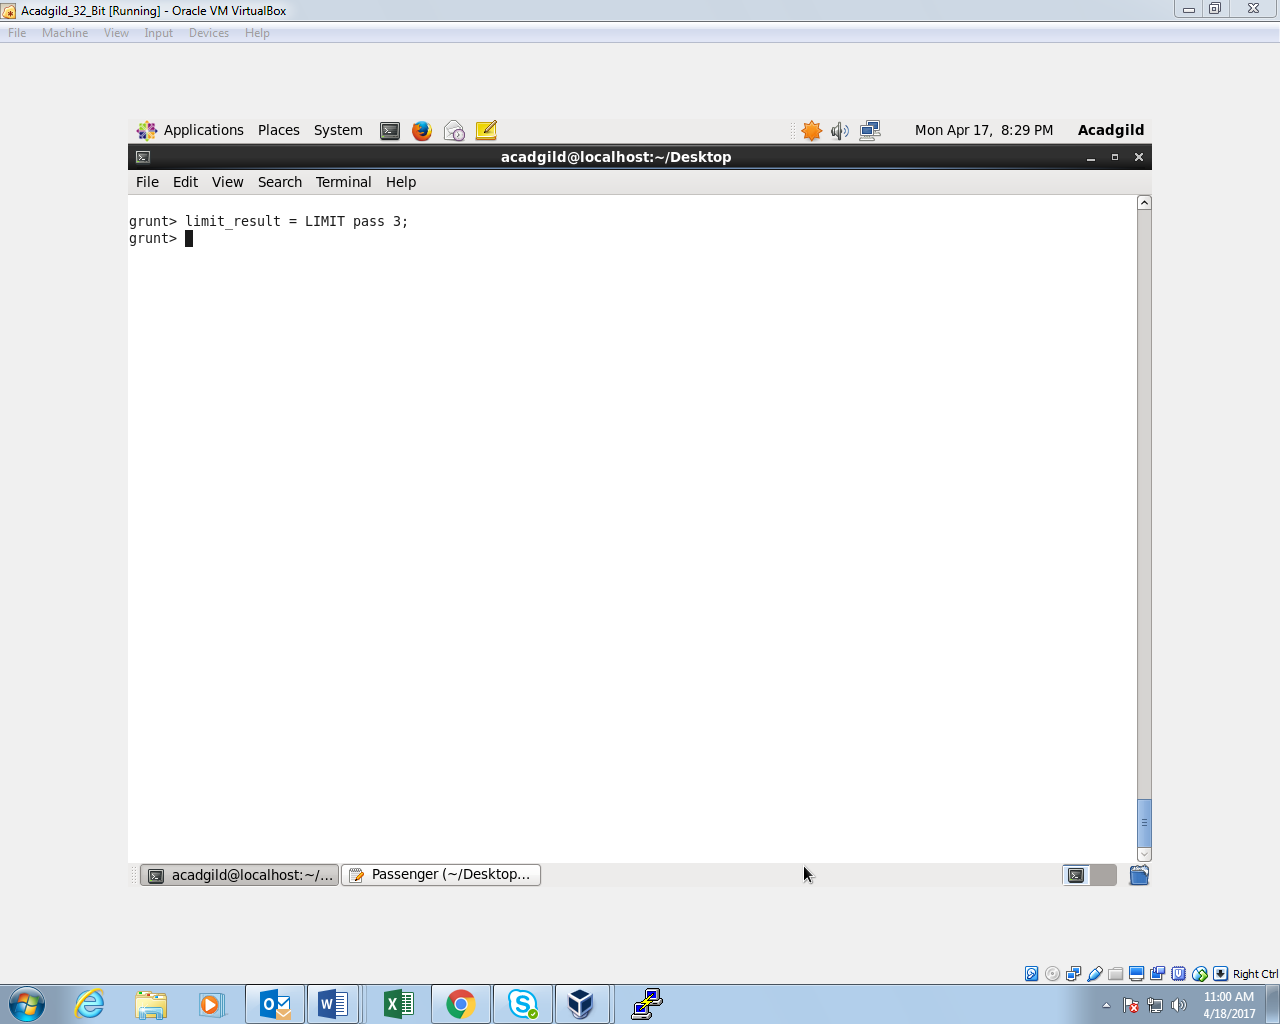 Acadgild_32_Bit [Running] - Oracle VM VirtualBox
File Machine View Input Devices Help
Applications Places System Mon Apr 17, 8:29 PM Acadgild
acadgild@localhost:~/Desktop
File Edit View Search Terminal Help
grunt> limit_result = LIMIT pass 3;
grunt>
acadgild@localhost:~/... Passenger (~/Desktop...
Right Ctrl
11:00 AM
4/18/2017